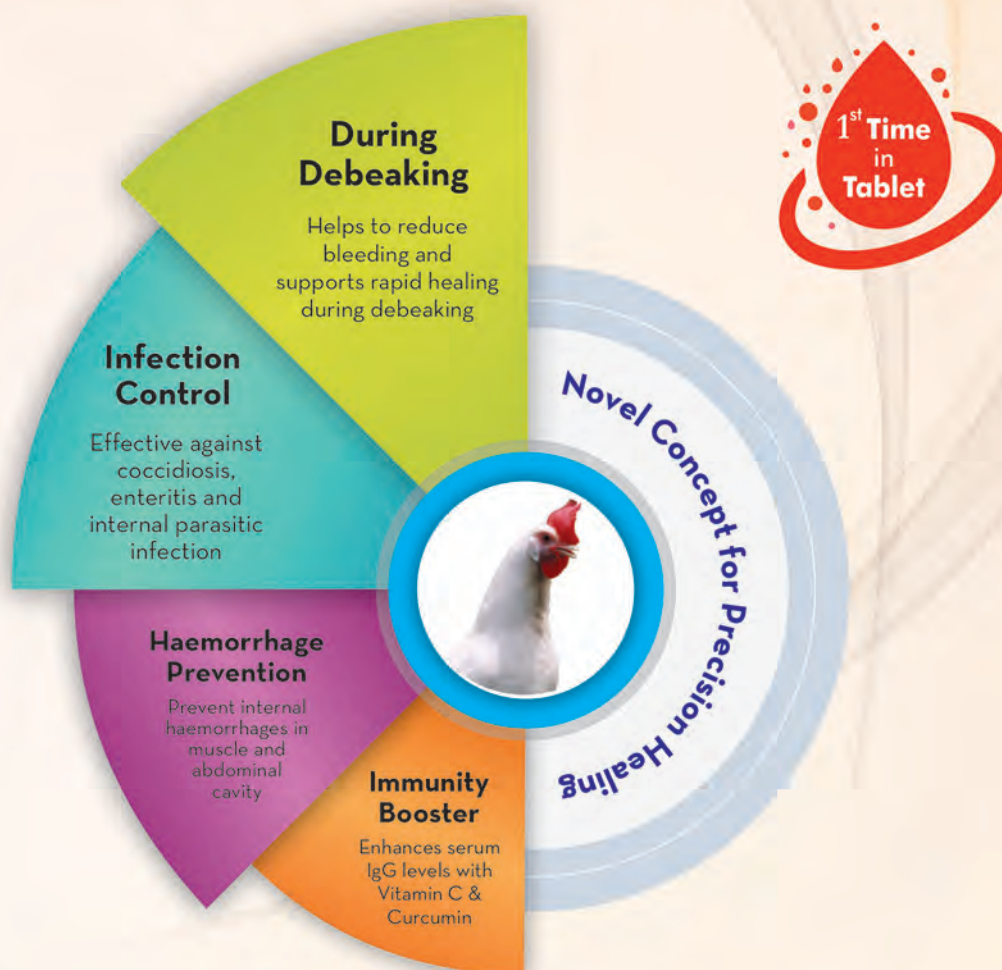 During
Debeaking
Helps to reduce
bleeding and
supports rapid healing
during debeaking
1st Time
in
Tablet
Infection
Control
Effective against
coccidiosis,
enteritis and
internal parasitic
infection
Novel Concept for Precision Healing
Haemorrhage
Prevention
Prevent internal
haemorrhages in
muscle and
abdominal
cavity
Immunity
Booster
Enhances serum
IgG levels with
Vitamin C &
Curcumin